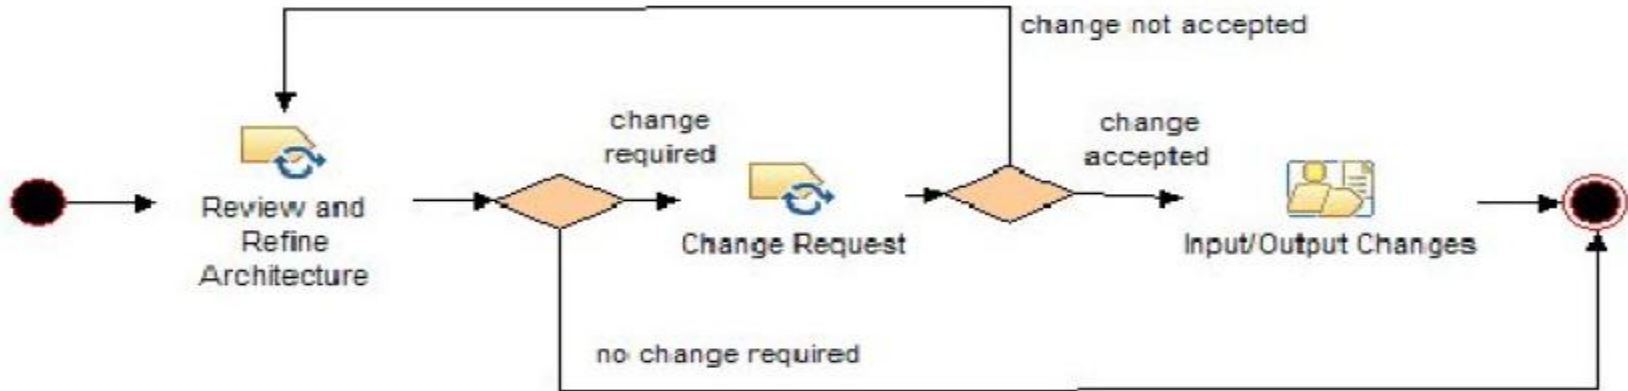 change not accepted
change
required
change
accepted
Review and
Refine
Architecture
Change Request
Input/Output Changes
no change required